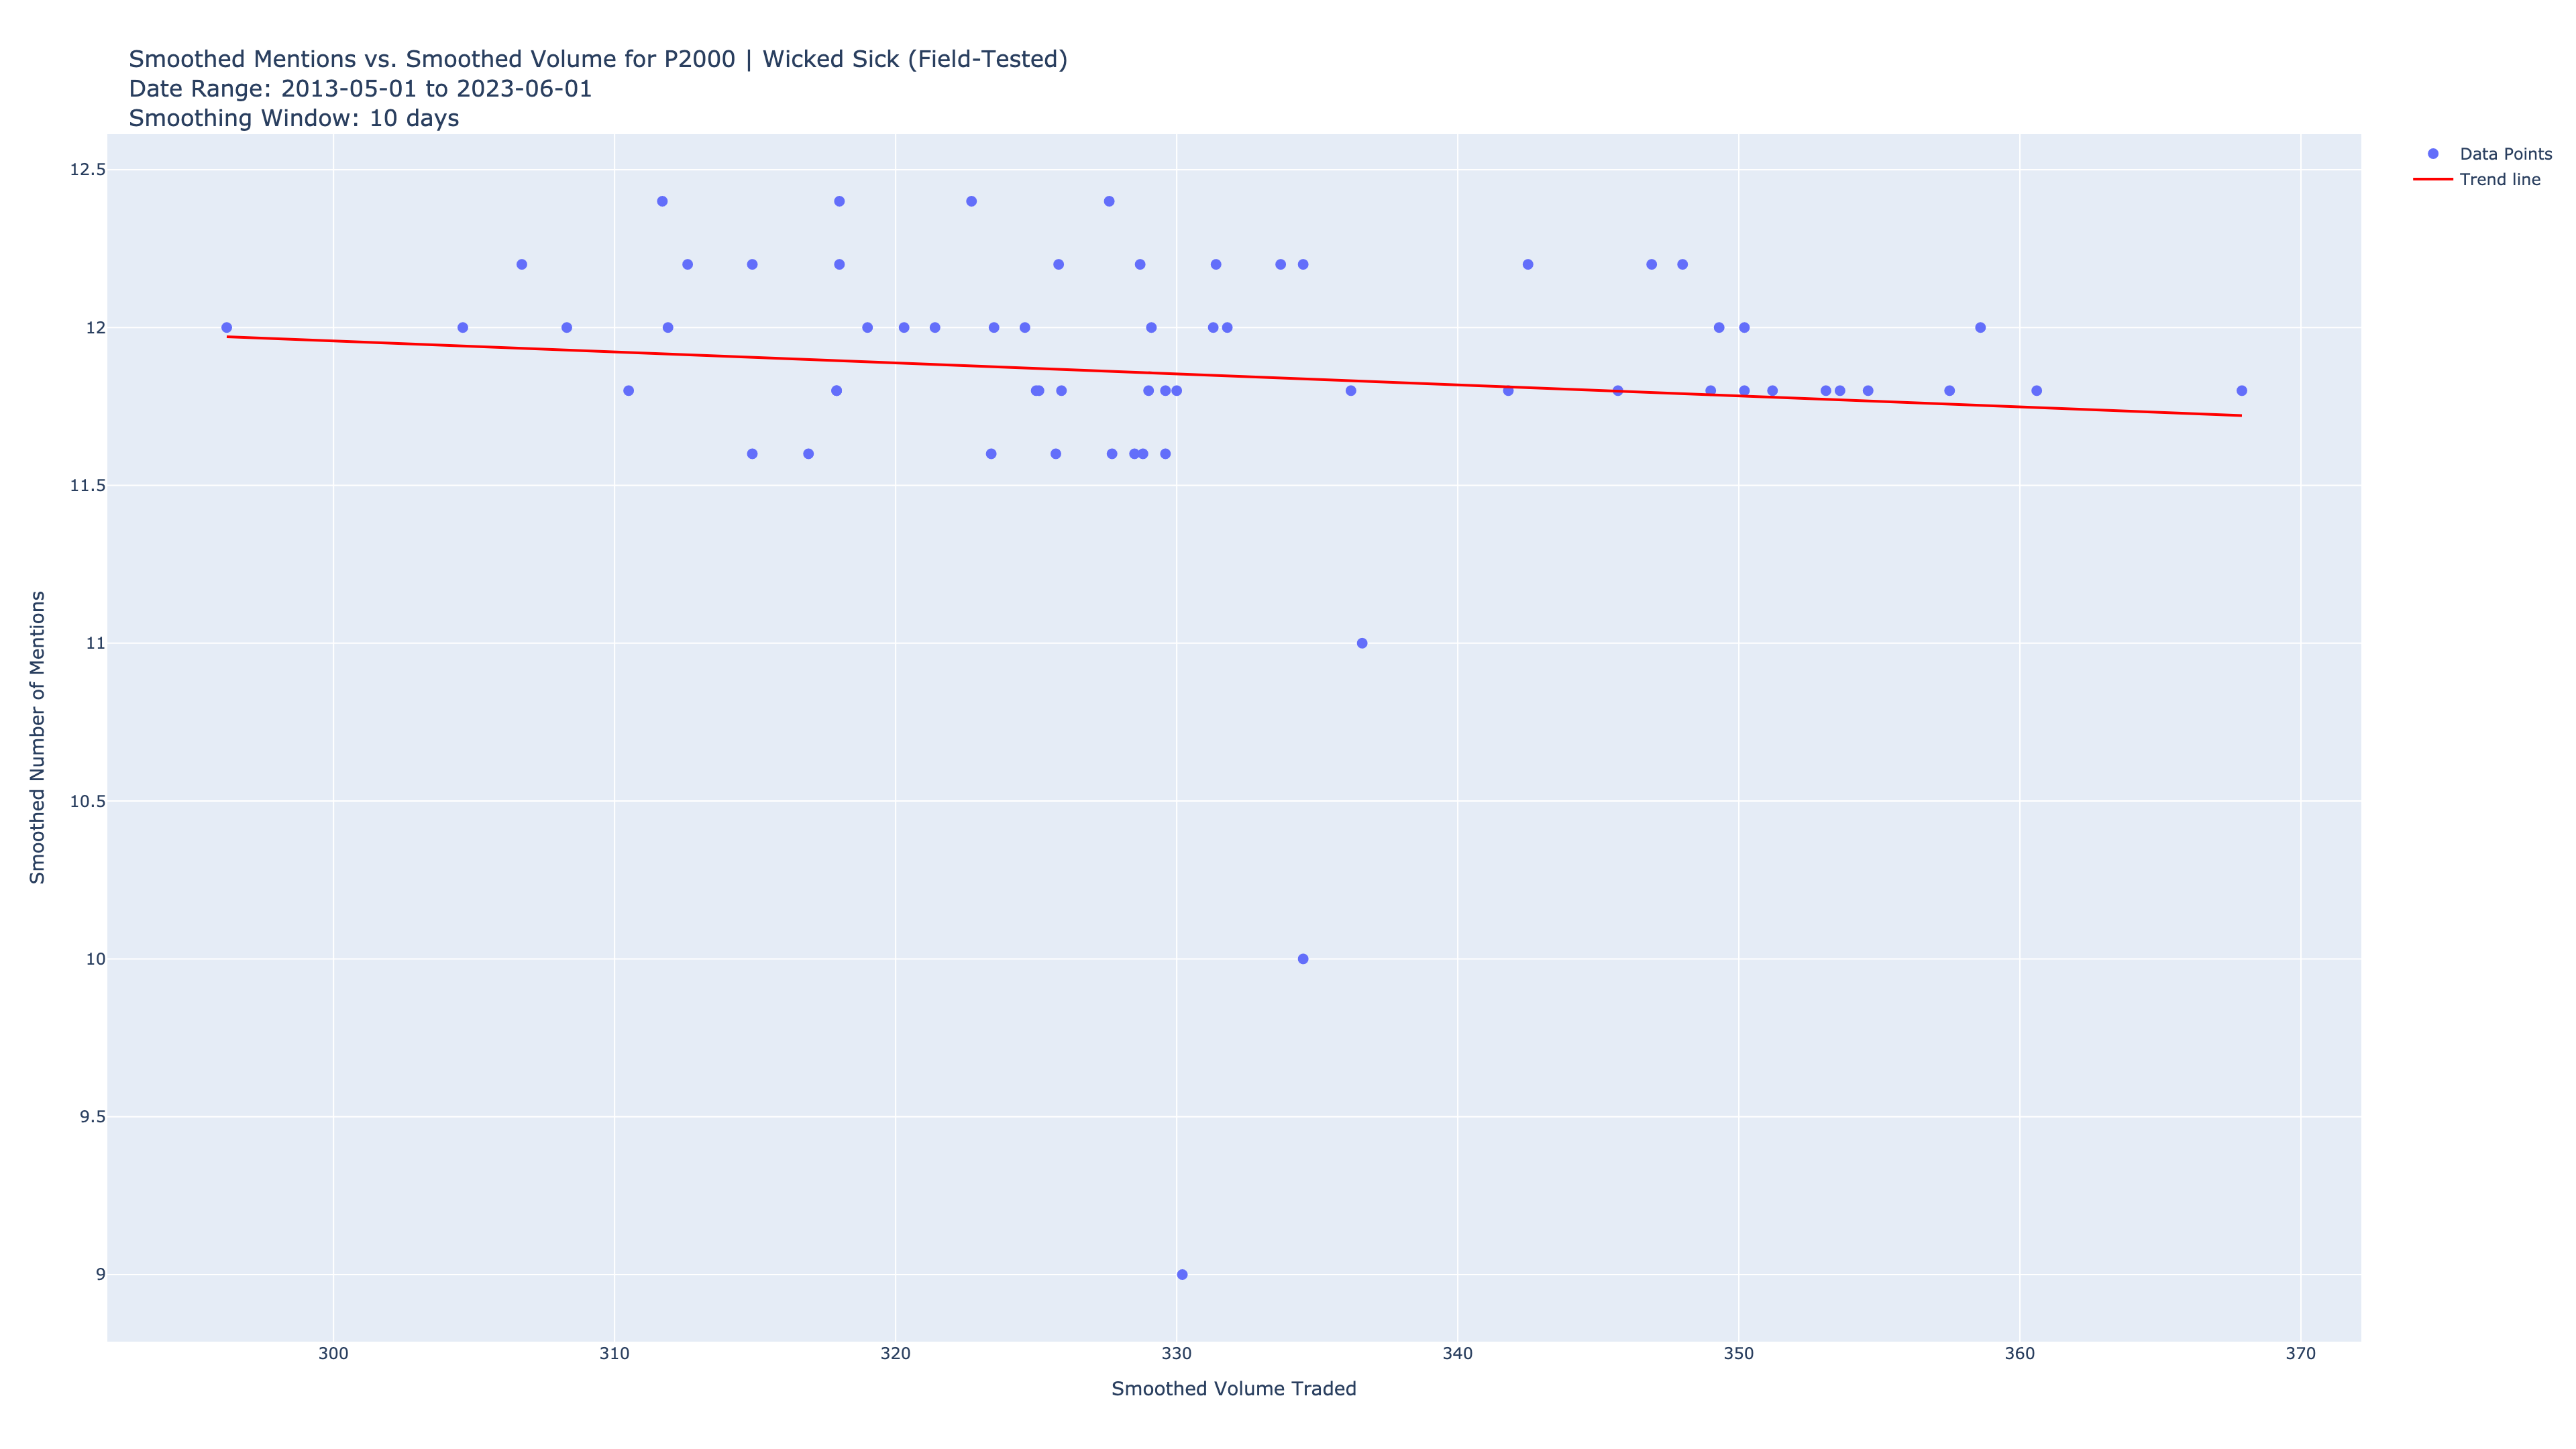 Smoothed Mentions vs. Smoothed Volume for P2000 | Wicked Sick (Field-Tested)
Date Range: 2013-05-01 to 2023-06-01
Smoothing Window: 10 days
Data Points
Trend line
Smoothed Number of Mentions
12.5
12
11.5
11
10.5
10
9.5
9
300 310 320 330 340 350 360 370
Smoothed Volume Traded